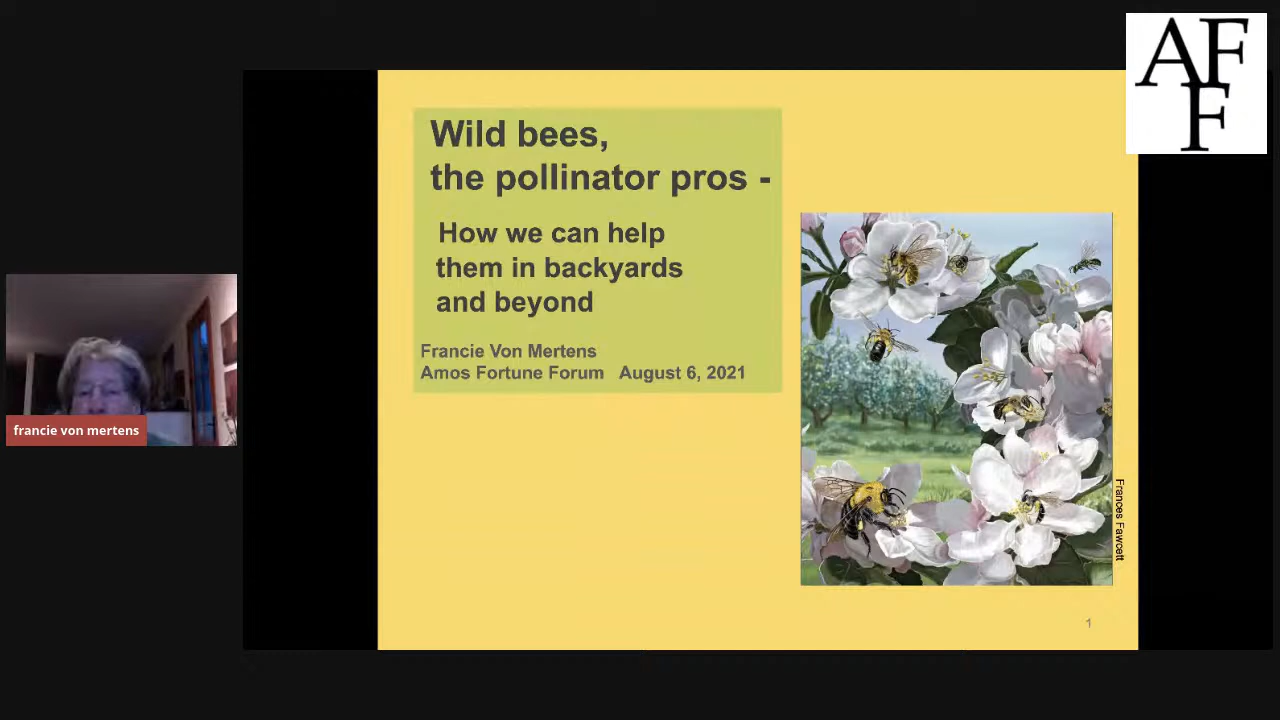 AFF
F
Wild bees,
the pollinator pros -
How we can help
them in backyards
and beyond
Francie Von Mertens
Amos Fortune Forum August 6, 2021
francie von mertens
Frances Fawcett
1